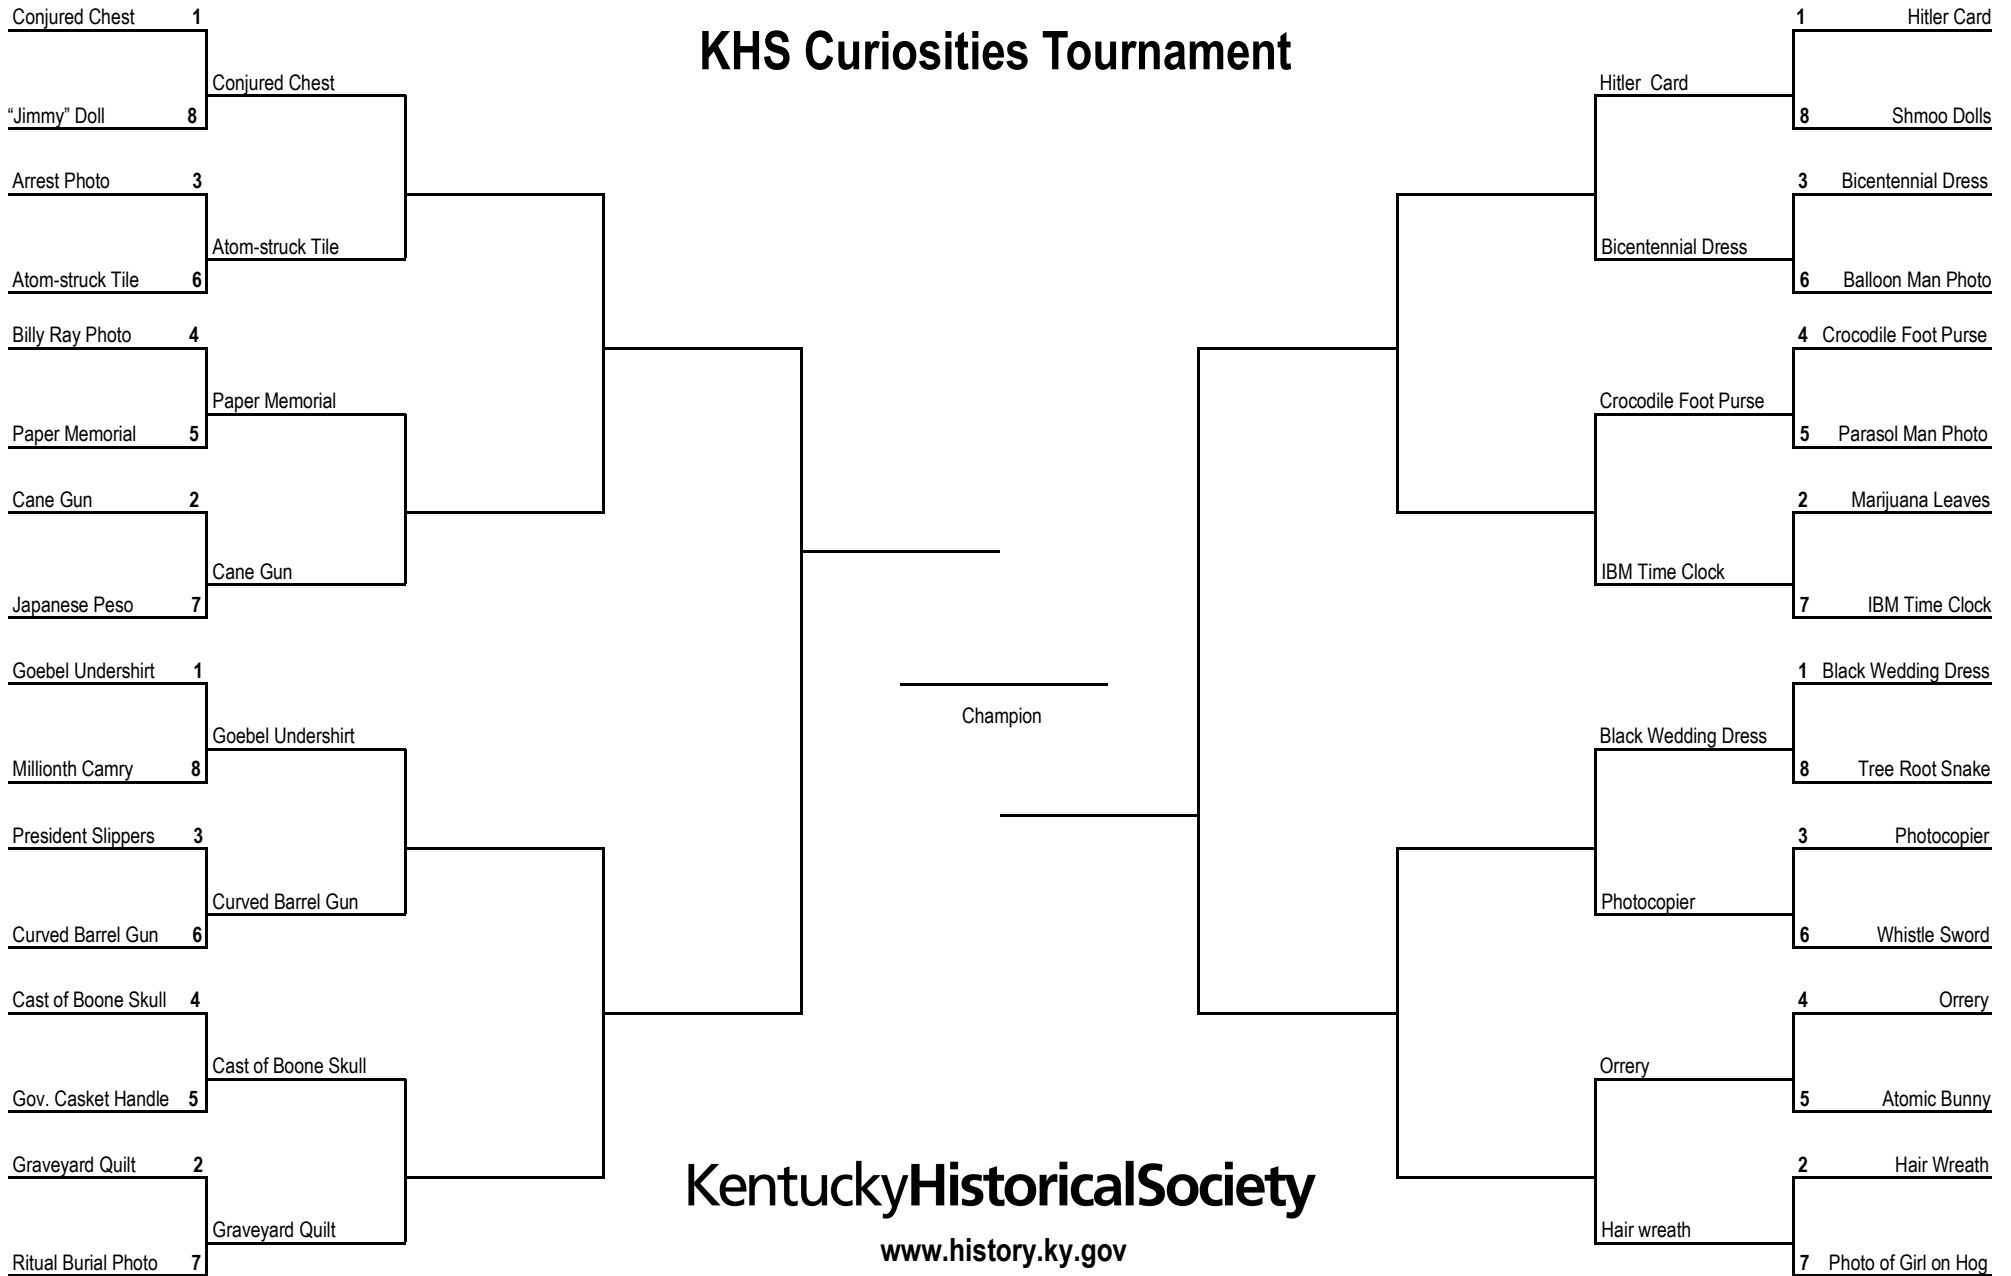 KHS Curiosities Tournament
Conjured Chest 1
“Jimmy” Doll 8
Arrest Photo 3
Atom-struck Tile 6
Billy Ray Photo 4
Paper Memorial 5
Cane Gun 2
Japanese Peso 7
Goebel Undershirt 1
Millionth Camry 8
President Slippers 3
Curved Barrel Gun 6
Cast of Boone Skull 4
Gov. Casket Handle 5
Graveyard Quilt 2
Ritual Burial Photo 7
Conjured Chest
Atom-struck Tile
Paper Memorial
Cane Gun
Goebel Undershirt
Curved Barrel Gun
Cast of Boone Skull
Graveyard Quilt
Champion
Hitler Card
Bicentennial Dress
Crocodile Foot Purse
IBM Time Clock
Black Wedding Dress
Photocopier
Orrery
Hair wreath
1 Hitler Card
8 Shmoo Dolls
3 Bicentennial Dress
6 Balloon Man Photo
4 Crocodile Foot Purse
5 Parasol Man Photo
2 Marijuana Leaves
7 IBM Time Clock
1 Black Wedding Dress
8 Tree Root Snake
3 Photocopier
6 Whistle Sword
4 Orrery
5 Atomic Bunny
2 Hair Wreath
7 Photo of Girl on Hog
KentuckyHistoricalSociety
www.history.ky.gov